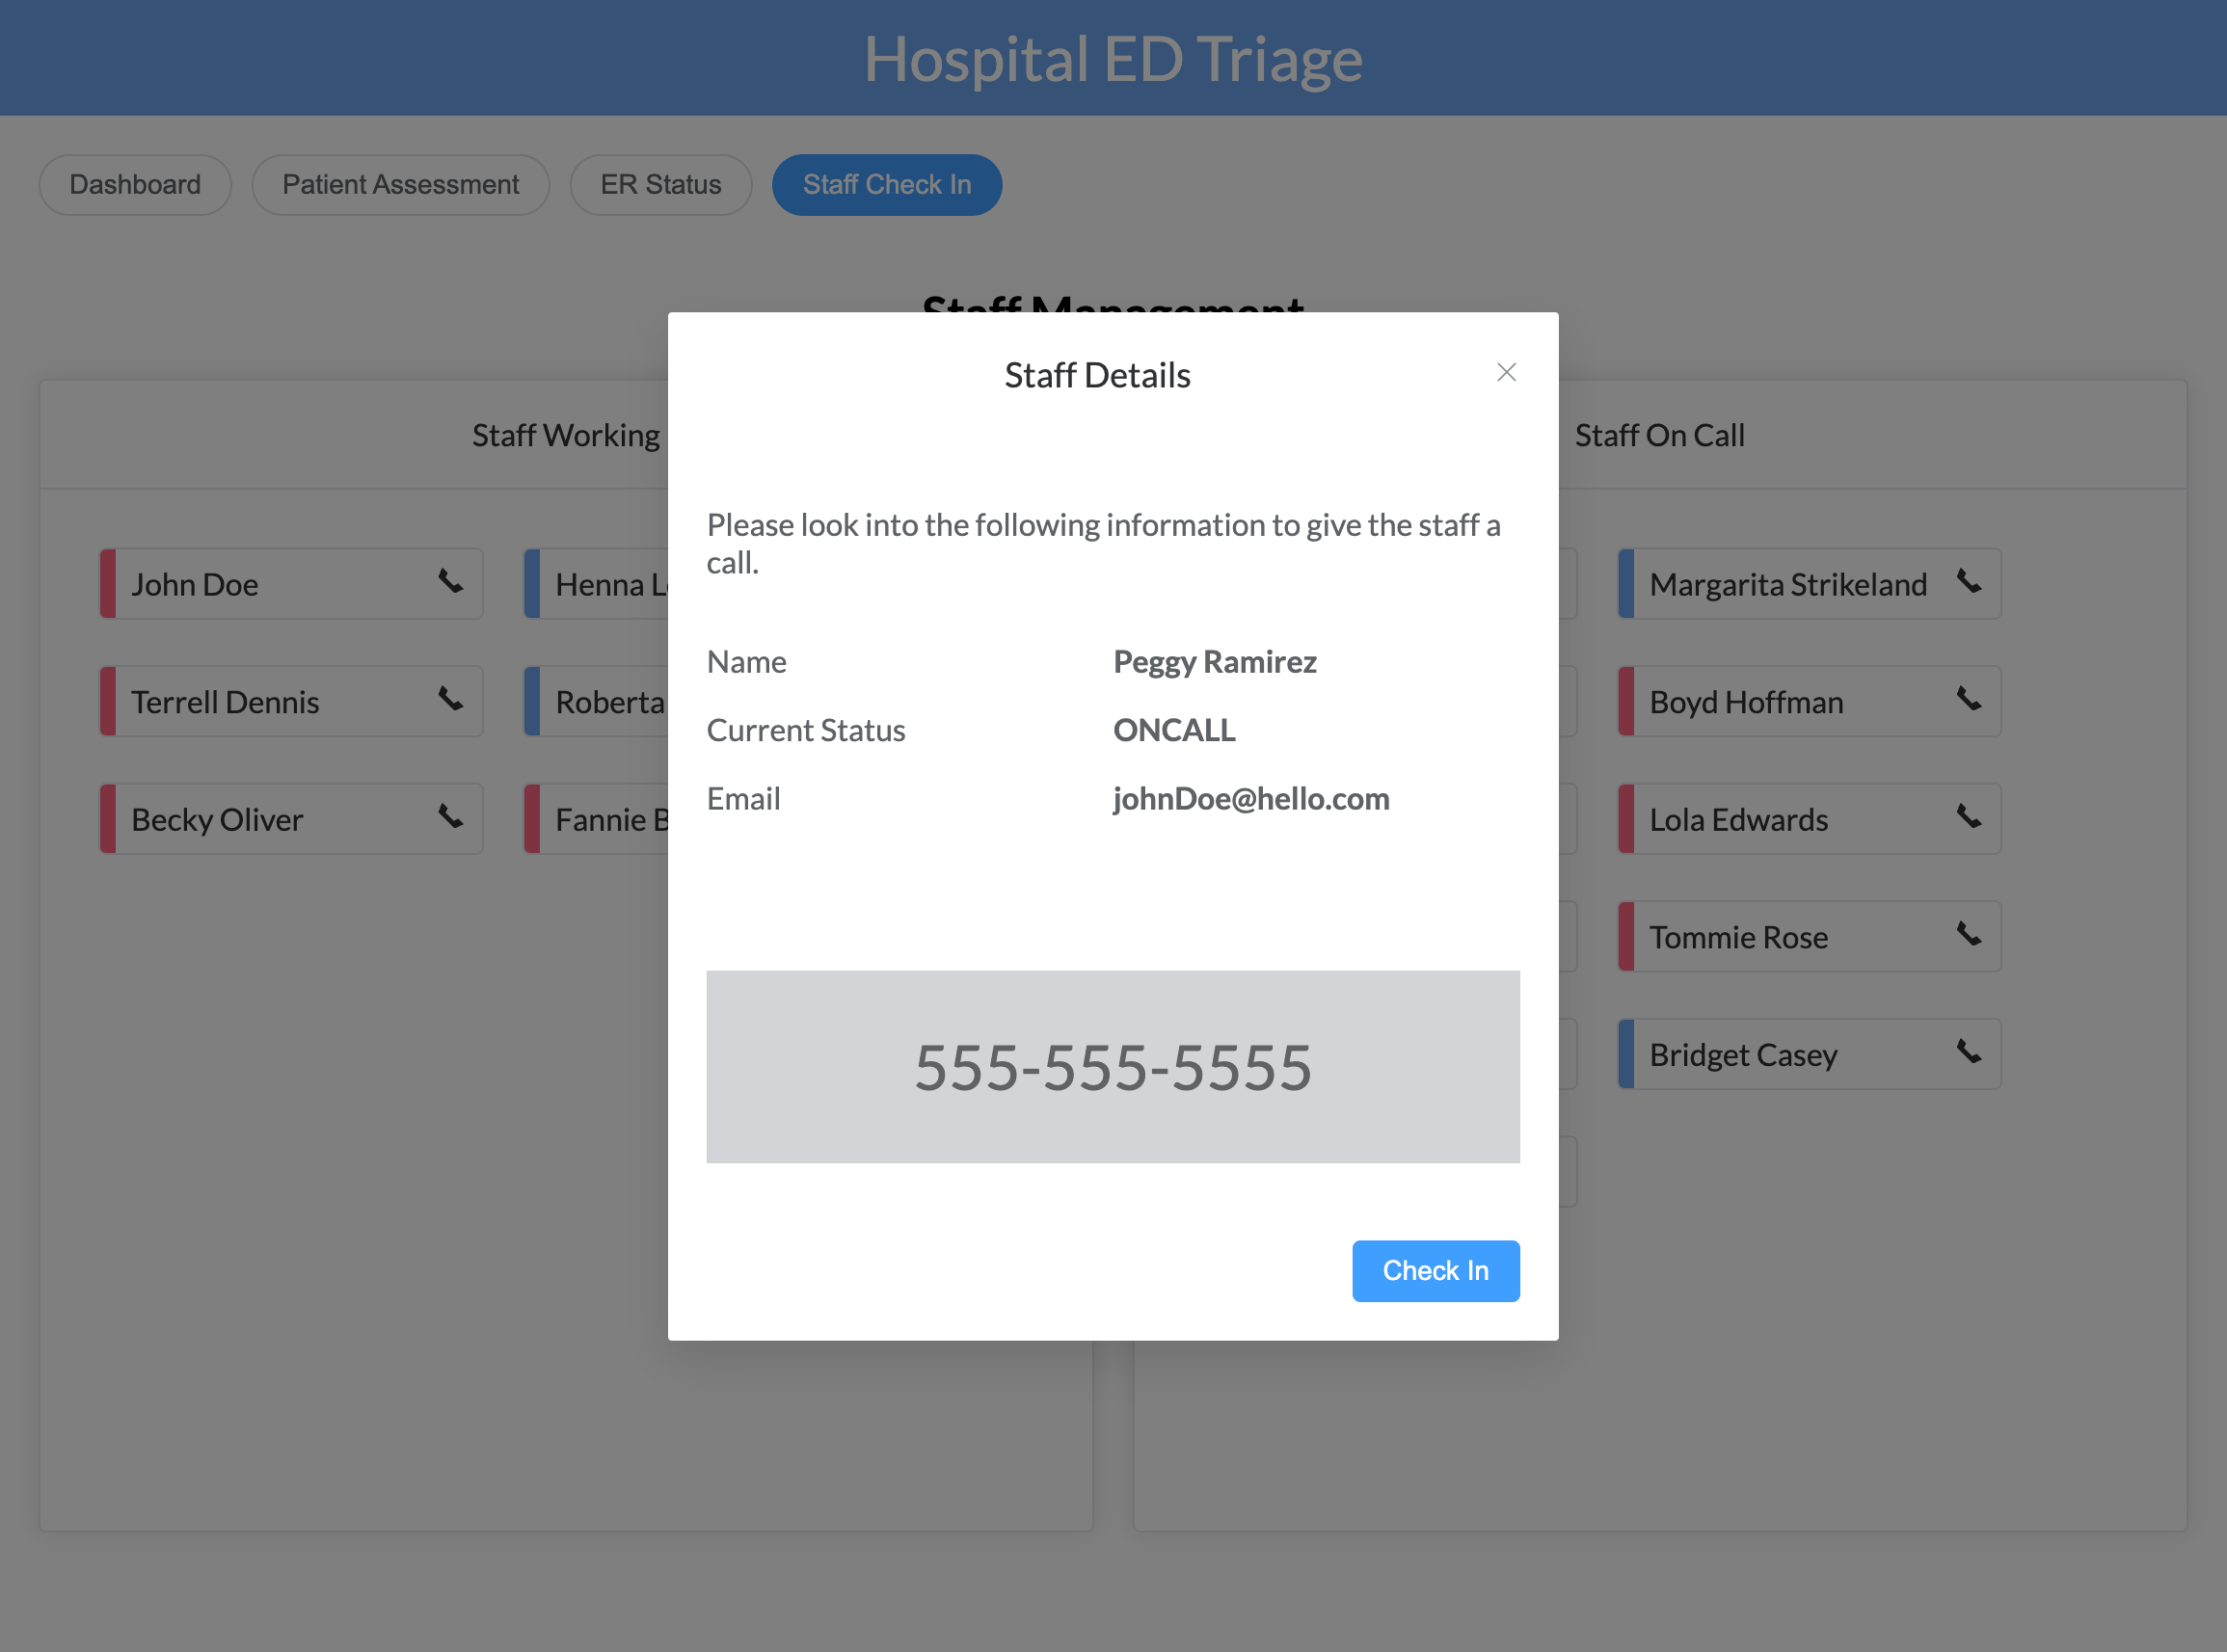 Hospital ED Triage
Dashboard
Patient Assessment
ER Status
Staff Check In
Staff Management
Staff Working
Staff On Call
John Doe
Henna
Margarita Strikeland
Terrell Dennis
Roberta
Boyd Hoffman
Becky Oliver
Fannie
Lola Edwards
Tommie Rose
Bridget Casey
Staff Details
Please look into the following information to give the staff a
call.
Name Peggy Ramirez
Current Status ONCALL
Email johnDoe@hello.com
555-555-5555
Check In